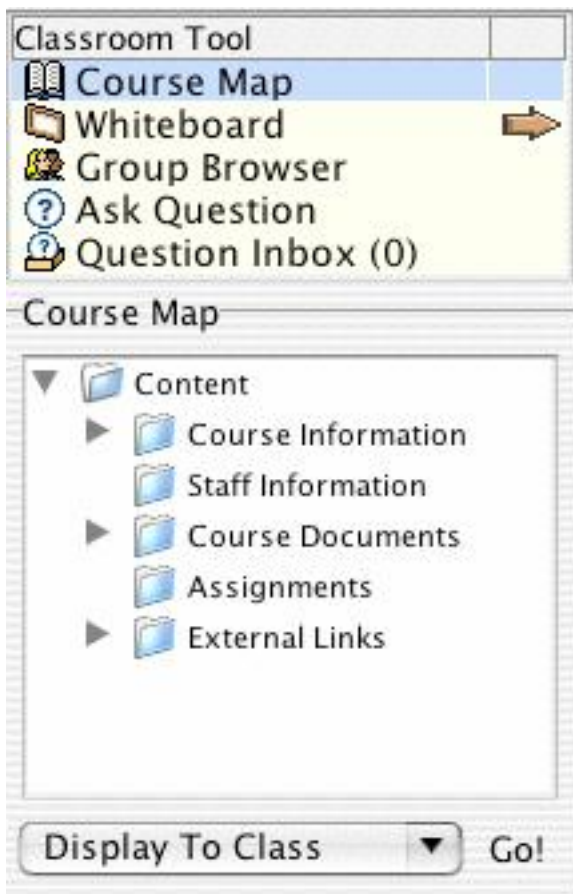 Classroom Tool
Course Map
Whiteboard
Group Browser
Ask Question
Question Inbox (0)
Course Map
Content
Course Information
Staff Information
Course Documents
Assignments
External Links
Display To Class Go!